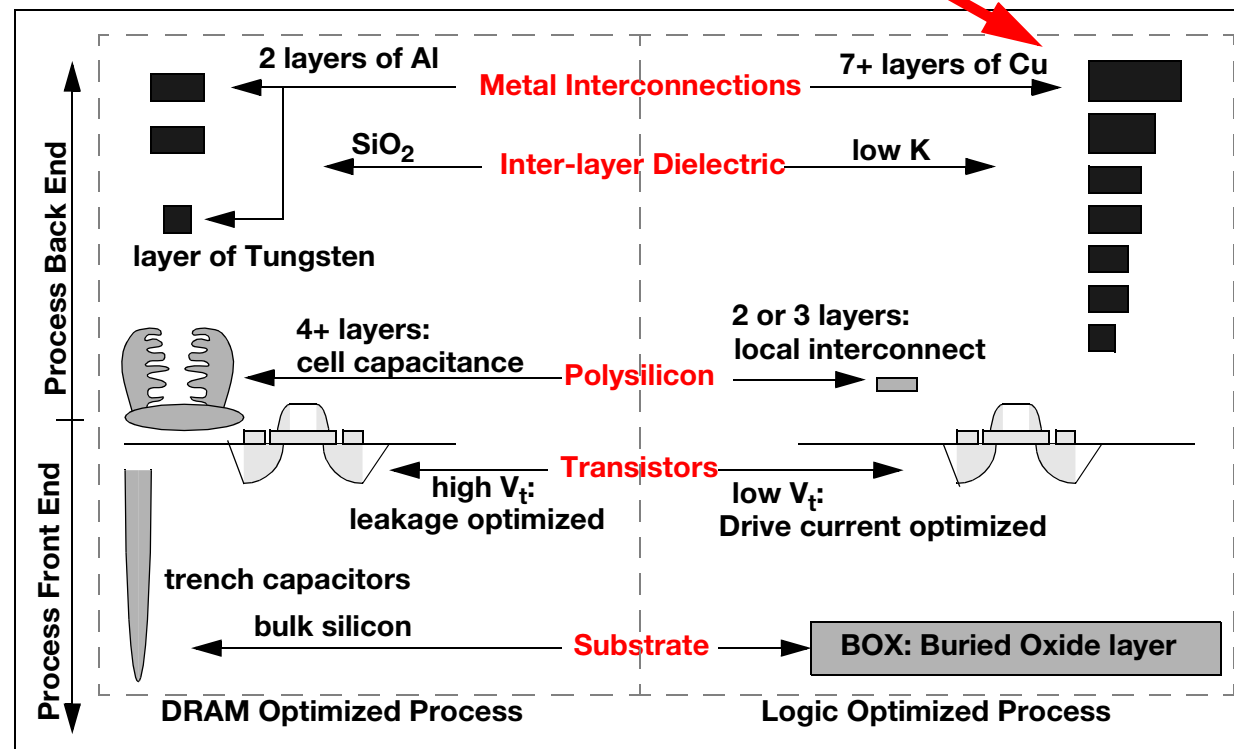 2 layers of Al
Metal Interconnections
7+ layers of Cu
SiO2
Inter-layer Dielectric
low K
layer of Tungsten
Process Back End
4+ layers:
cell capacitance
Polysilicon
2 or 3 layers:
local interconnect
Transistors
high Vt:
leakage optimized
low Vt:
Drive current optimized
Process Front End
trench capacitors
bulk silicon
Substrate
BOX: Buried Oxide layer
DRAM Optimized Process
Logic Optimized Process